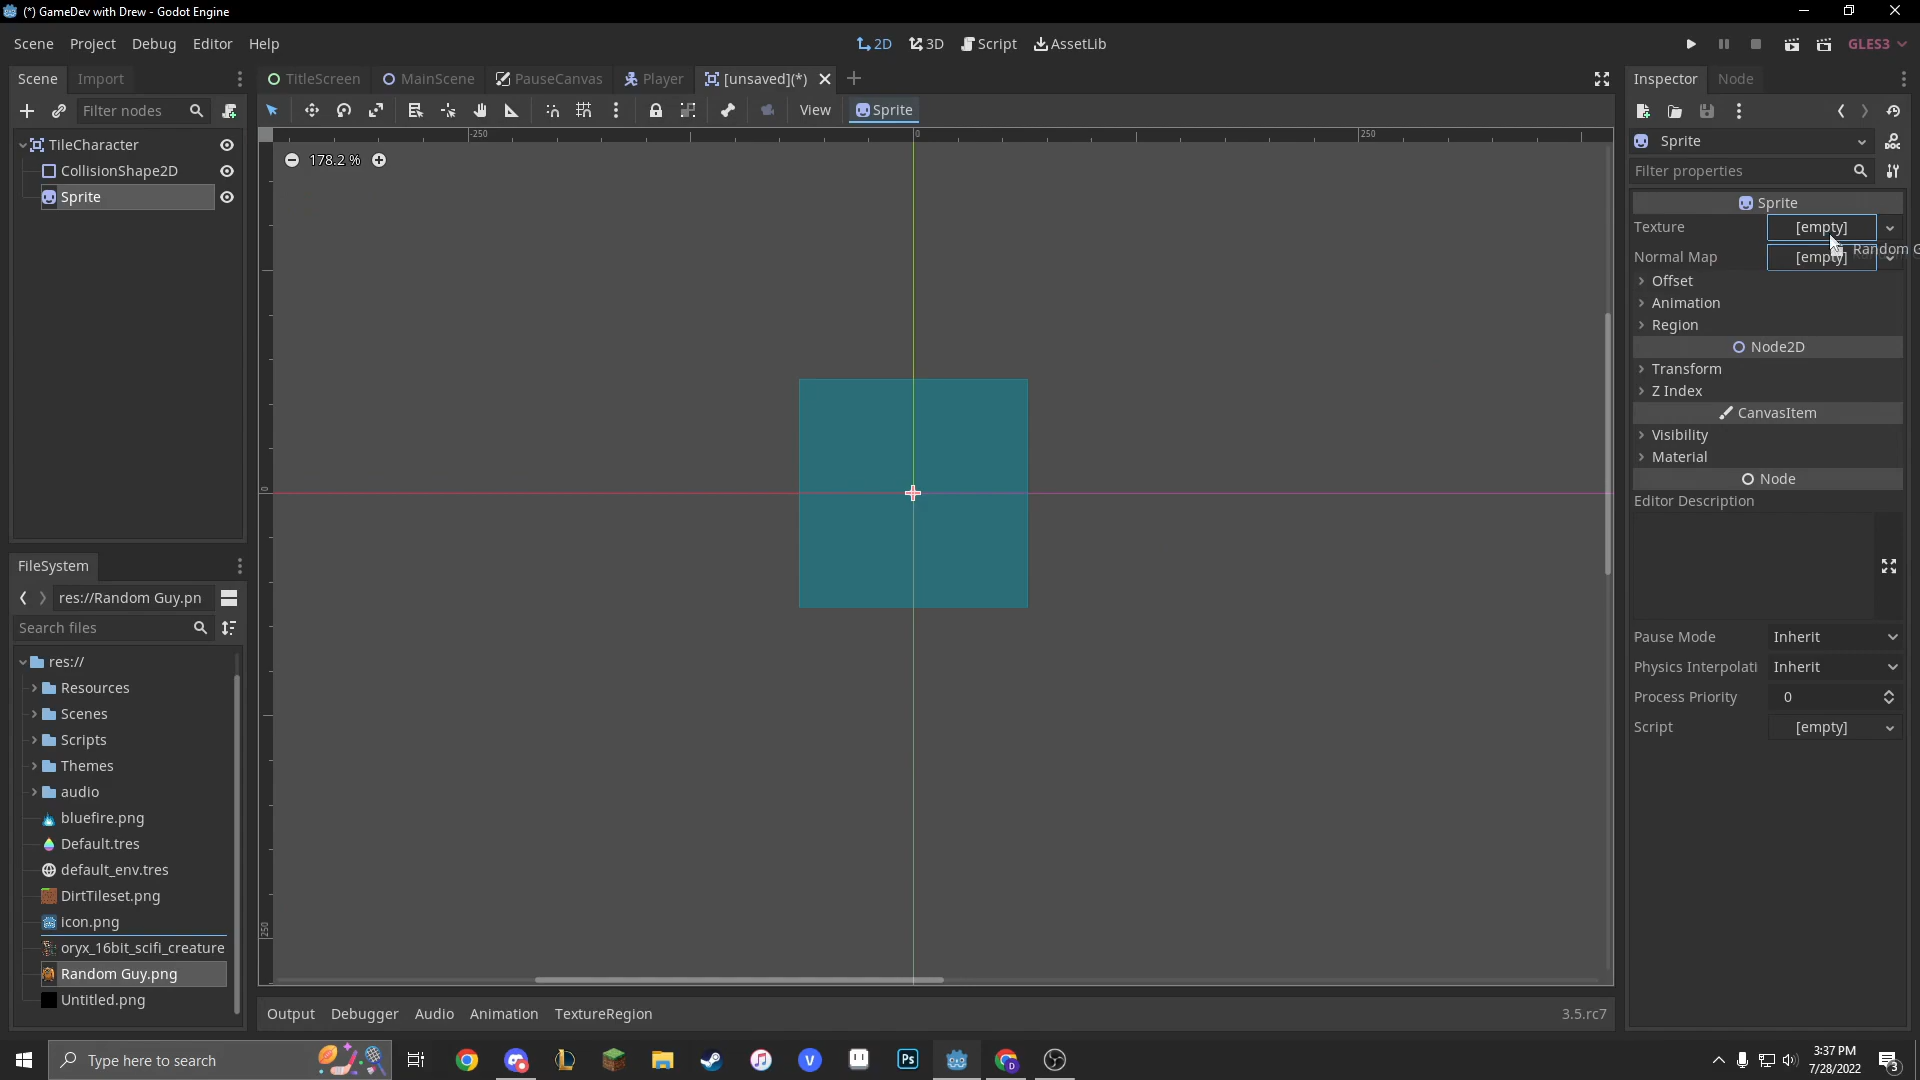 (*) GameDev with Drew - Godot Engine
Scene Project Debug Editor Help
2D 3D Script AssetLib
GLES3
Scene Import
TitleScreen MainScene PauseCanvas Player [unsaved](*)
Inspector Node
Filter nodes
View Sprite
TileCharacter
CollisionShape2D
Sprite
-250 0 250
178.2 %
0
250
Sprite
Filter properties
Sprite
Texture [empty]
Random G
Normal Map [empty]
Offset
Animation
Region
Node2D
Transform
Z Index
CanvasItem
Visibility
Material
Node
Editor Description
Pause Mode Inherit
Physics Interpolati Inherit
Process Priority 0
Script [empty]
FileSystem
res://Random Guy.pn
Search files
res://
Resources
Scenes
Scripts
Themes
audio
bluefire.png
Default.tres
default_env.tres
DirtTileset.png
icon.png
oryx_16bit_scifi_creature
Random Guy.png
Untitled.png
Output Debugger Audio Animation TextureRegion
3.5.rc7
Type here to search
Ps
3:37 PM
7/28/2022
3